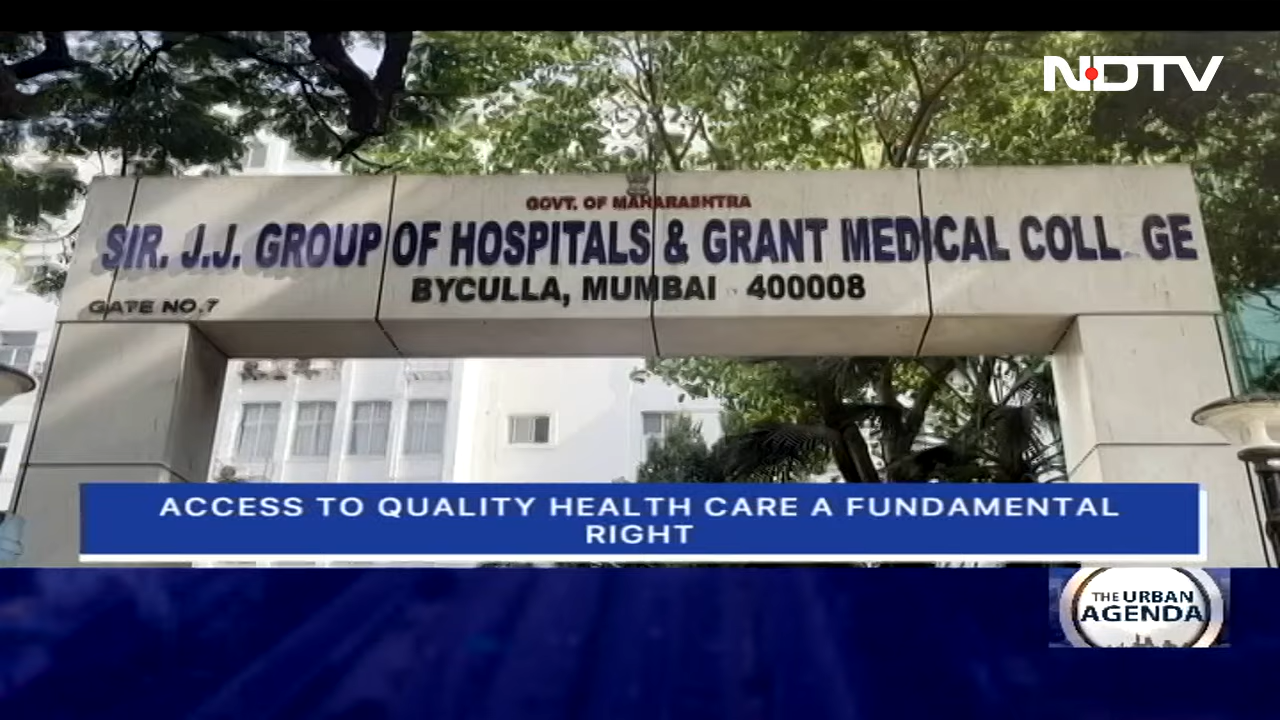 NDTV
GOVT. OF MAHARASHTRA
SIR. J.J. GROUP OF HOSPITALS & GRANT MEDICAL COLL GE
BYCULLA, MUMBAI 400008
GATE NO.7
ACCESS TO QUALITY HEALTH CARE A FUNDAMENTAL
RIGHT
THE URBAN
AGENDA